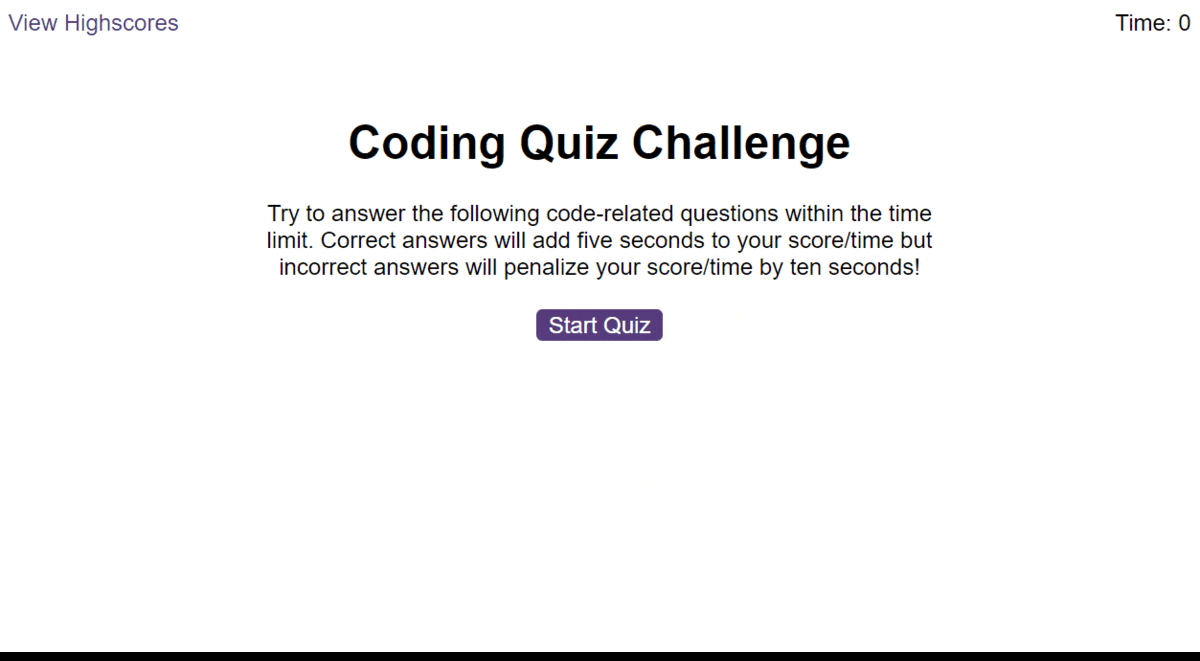 View Highscores
Time: 0
Coding Quiz Challenge
Try to answer the following code-related questions within the time
limit. Correct answers will add five seconds to your score/time but
incorrect answers will penalize your score/time by ten seconds!
Start Quiz